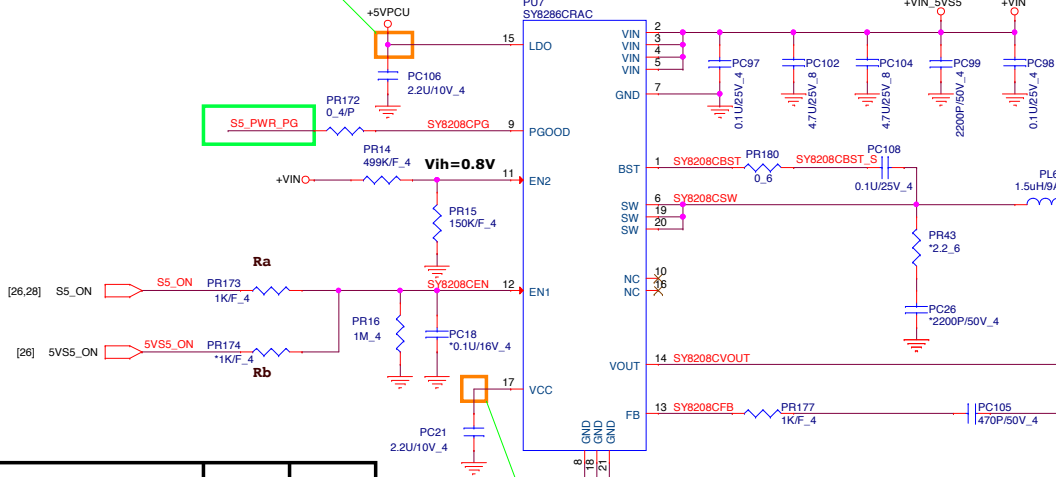 PU7
SY8286CRAC
+5VPCU
15
LDO
PC106
2.2U/10V_4
PR172
0_4/P
S5_PWR_PG
SY8208CPG
9
PGOOD
PR14
499K/F_4
Vih=0.8V
+VIN
11
EN2
PR15
150K/F_4
Ra
[26,28]
S5_ON
S5_ON
PR173
1K/F_4
SY8208CEN
12
EN1
PR16
1M_4
PC18
*0.1U/16V_4
[26]
5VS5_ON
5VS5_ON
PR174
*1K/F_4
Rb
17
VCC
PC21
2.2U/10V_4
+VIN_5VS5
+VIN
VIN
2
VIN
3
VIN
4
VIN
5
GND
7
PC97
0.1U/25V_4
PC102
4.7U/25V_8
PC104
4.7U/25V_8
PC99
2200P/50V_4
PC98
0.1U/25V_4
BST
1
SY8208CBST
PR180
0_6
SY8208CBST_S
PC108
0.1U/25V_4
SW
6
SY8208CSW
SW
19
SW
20
PL6
1.5uH/9A
PR43
*2.2_6
NC
10
NC
16
PC26
*2200P/50V_4
VOUT
14
SY8208CVOUT
FB
13
SY8208CFB
PR177
1K/F_4
PC105
470P/50V_4
GND
GND
GND
8
18
21